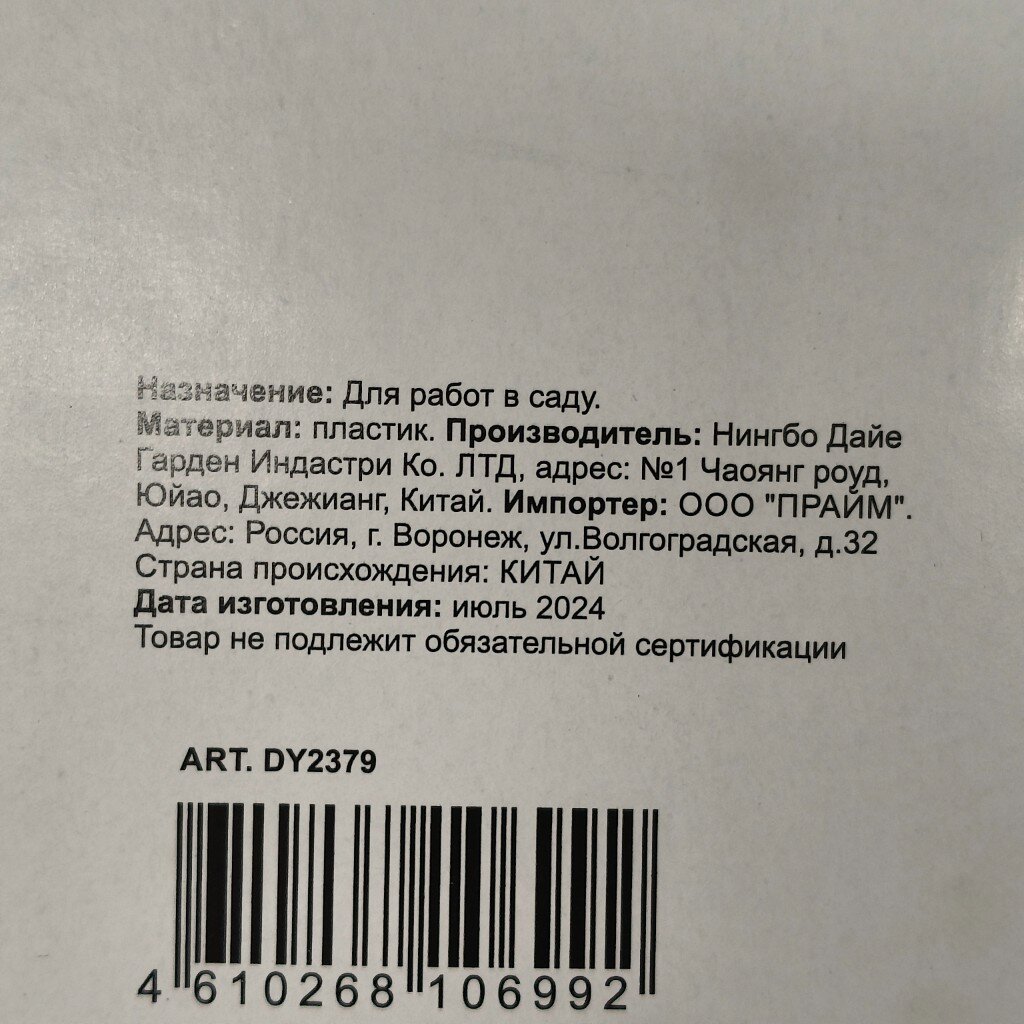 Назначение: Для работ в саду.
Материал: пластик. Производитель: Нингбо Дайе
Гарден Индастри Ко. ЛТД, адрес: №1 Чаоянг роуд,
Юйао, Джежианг, Китай. Импортер: ООО "ПРАЙМ".
Адрес: Россия, г. Воронеж, ул.Волгоградская, д.32
Страна происхождения: КИТАЙ
Дата изготовления: июль 2024
Товар не подлежит обязательной сертификации
ART. DY2379
4 610268 106992